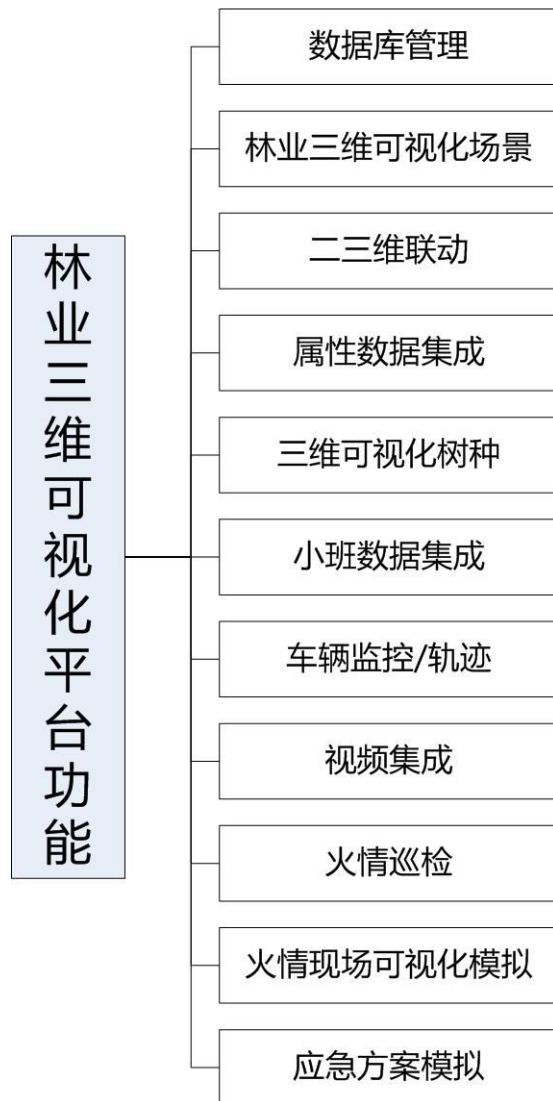 林业三维可视化平台功能
数据库管理
林业三维可视化场景
二三维联动
属性数据集成
三维可视化树种
小班数据集成
车辆监控/轨迹
视频集成
火情巡检
火情现场可视化模拟
应急方案模拟